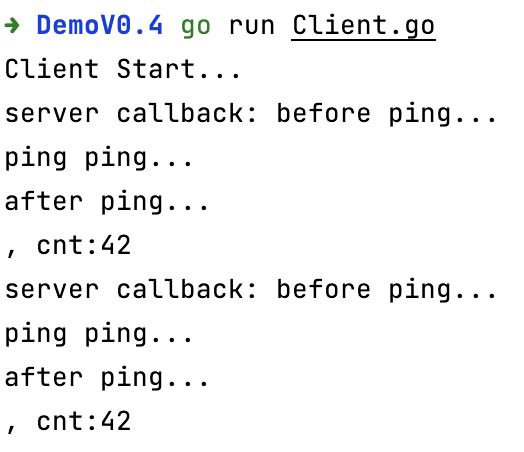 ➜ DemoV0.4 go run Client.go
Client Start...
server callback: before ping...
ping ping...
after ping...
, cnt:42
server callback: before ping...
ping ping...
after ping...
, cnt:42